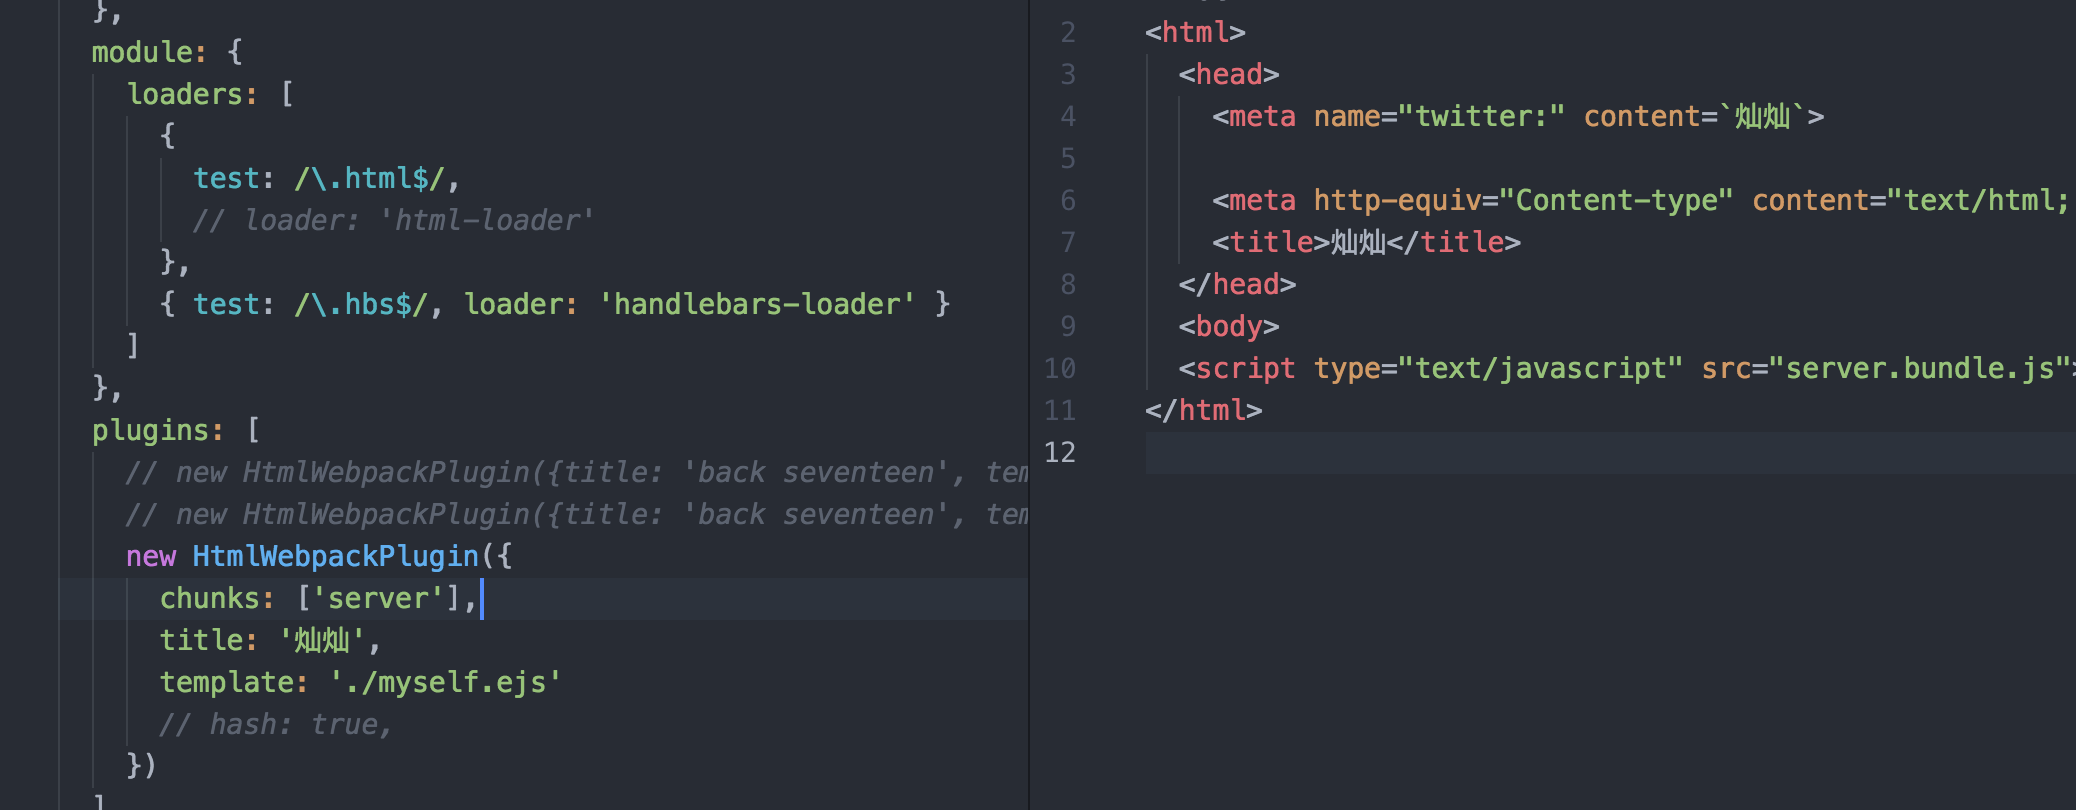 },
module: {
loaders: [
{
test: /\.html$/,
// loader: 'html-loader'
},
{ test: /\.hbs$/, loader: 'handlebars-loader' }
]
},
plugins: [
// new HtmlWebpackPlugin({title: 'back seventeen', tem
// new HtmlWebpackPlugin({title: 'back seventeen', tem
new HtmlWebpackPlugin({
chunks: ['server'],
title: '灿灿',
template: './myself.ejs'
// hash: true,
})
]
2 <html>
3 <head>
4 <meta name="twitter:" content=`灿灿`>
5
6 <meta http-equiv="Content-type" content="text/html;
7 <title>灿灿</title>
8 </head>
9 <body>
10 <script type="text/javascript" src="server.bundle.js">
11 </html>
12